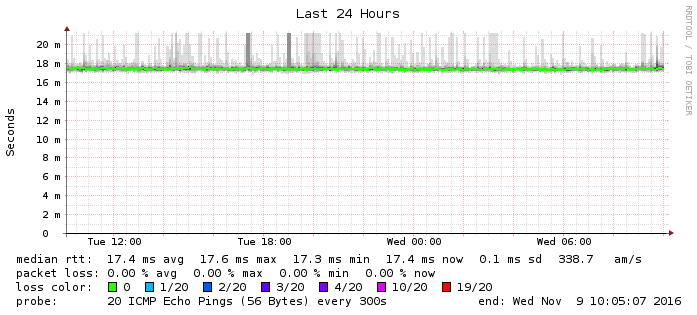 Last 24 Hours
RRDTOOL / TOBI OETIKER
Seconds
20 m
18 m
16 m
14 m
12 m
10 m
8 m
6 m
4 m
2 m
0
Tue 12:00 Tue 18:00 Wed 00:00 Wed 06:00
median rtt: 17.4 ms avg 17.6 ms max 17.3 ms min 17.4 ms now 0.1 ms sd 338.7 am/s
packet loss: 0.00 % avg 0.00 % max 0.00 % min 0.00 % now
loss color: 0 1/20 2/20 3/20 4/20 10/20 19/20
probe: 20 ICMP Echo Pings (56 Bytes) every 300s end: Wed Nov 9 10:05:07 2016